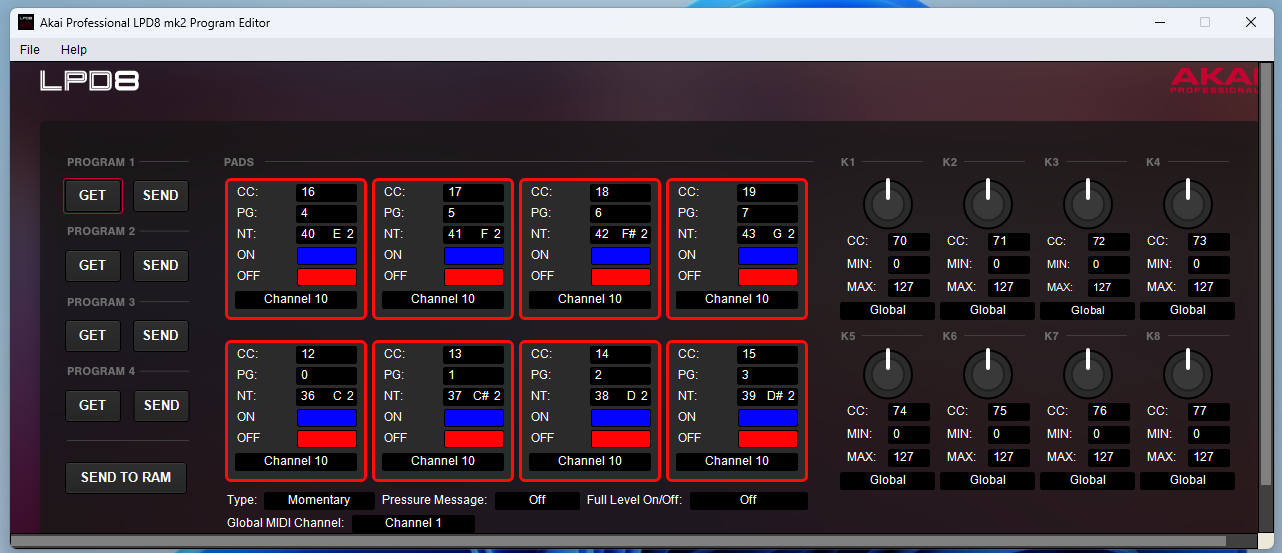 LPD8 Akai Professional LPD8 mk2 Program Editor
File Help
LPD8
AKAI
PROFESSIONAL
PROGRAM 1 PADS K1 K2 K3 K4
GET SEND
PROGRAM 2
GET SEND
PROGRAM 3
GET SEND
PROGRAM 4
GET SEND
SEND TO RAM
CC: 16 CC: 17 CC: 18 CC: 19
PG: 4 PG: 5 PG: 6 PG: 7
NT: 40 E 2 NT: 41 F 2 NT: 42 F# 2 NT: 43 G 2
ON ON ON ON
OFF OFF OFF OFF
Channel 10 Channel 10 Channel 10 Channel 10
CC: 12 CC: 13 CC: 14 CC: 15
PG: 0 PG: 1 PG: 2 PG: 3
NT: 36 C 2 NT: 37 C# 2 NT: 38 D 2 NT: 39 D# 2
ON ON ON ON
OFF OFF OFF OFF
Channel 10 Channel 10 Channel 10 Channel 10
Type: Momentary Pressure Message: Off Full Level On/Off: Off
Global MIDI Channel: Channel 1
CC: 70 CC: 71 CC: 72 CC: 73
MIN: 0 MIN: 0 MIN: 0 MIN: 0
MAX: 127 MAX: 127 MAX: 127 MAX: 127
Global Global Global Global
K5 K6 K7 K8
CC: 74 CC: 75 CC: 76 CC: 77
MIN: 0 MIN: 0 MIN: 0 MIN: 0
MAX: 127 MAX: 127 MAX: 127 MAX: 127
Global Global Global Global